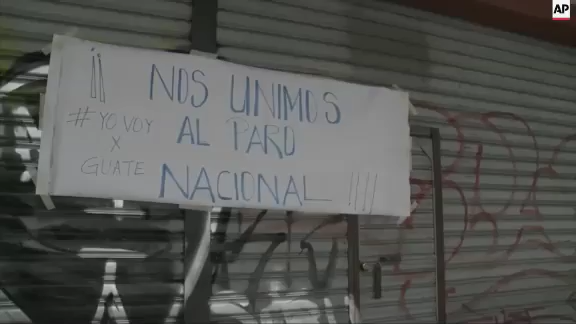 AP
¡¡ NOS UNIMOS
AL PARO
NACIONAL !!!!
#YO VOY
X
GUATE